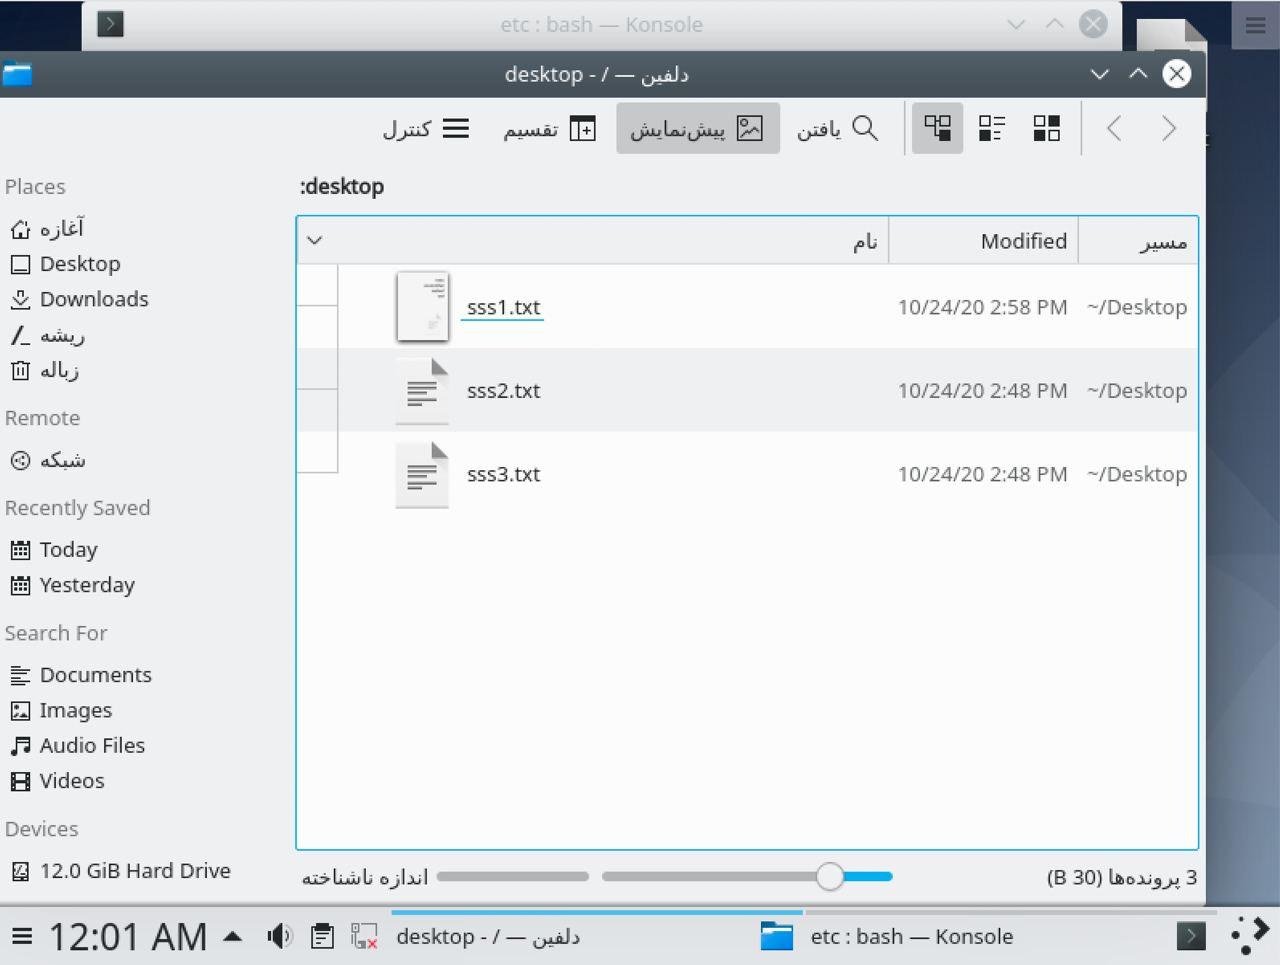 etc : bash — Konsole
desktop - / — دلفین
کنترل
تقسیم
پیش‌نمایش
یافتن
Places
آغازه
Desktop
Downloads
ریشه
زباله
Remote
شبکه
Recently Saved
Today
Yesterday
Search For
Documents
Images
Audio Files
Videos
Devices
12.0 GiB Hard Drive
:desktop
نام Modified مسیر
sss1.txt 10/24/20 2:58 PM ~/Desktop
sss2.txt 10/24/20 2:48 PM ~/Desktop
sss3.txt 10/24/20 2:48 PM ~/Desktop
3 پرونده‌ها (30 B)
اندازه ناشناخته
12:01 AM
desktop - / — دلفین
etc : bash — Konsole